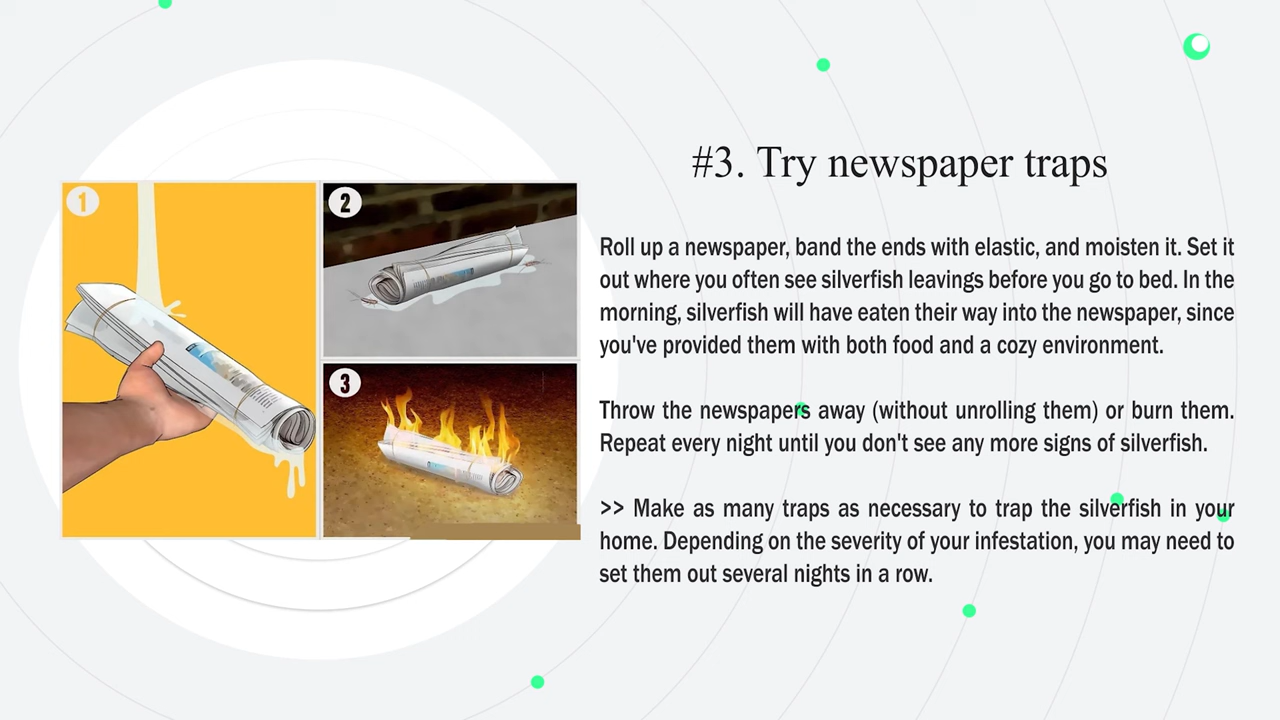 #3. Try newspaper traps
1
2
3
Roll up a newspaper, band the ends with elastic, and moisten it. Set it
out where you often see silverfish leavings before you go to bed. In the
morning, silverfish will have eaten their way into the newspaper, since
you've provided them with both food and a cozy environment.
Throw the newspapers away (without unrolling them) or burn them.
Repeat every night until you don't see any more signs of silverfish.
>> Make as many traps as necessary to trap the silverfish in your
home. Depending on the severity of your infestation, you may need to
set them out several nights in a row.